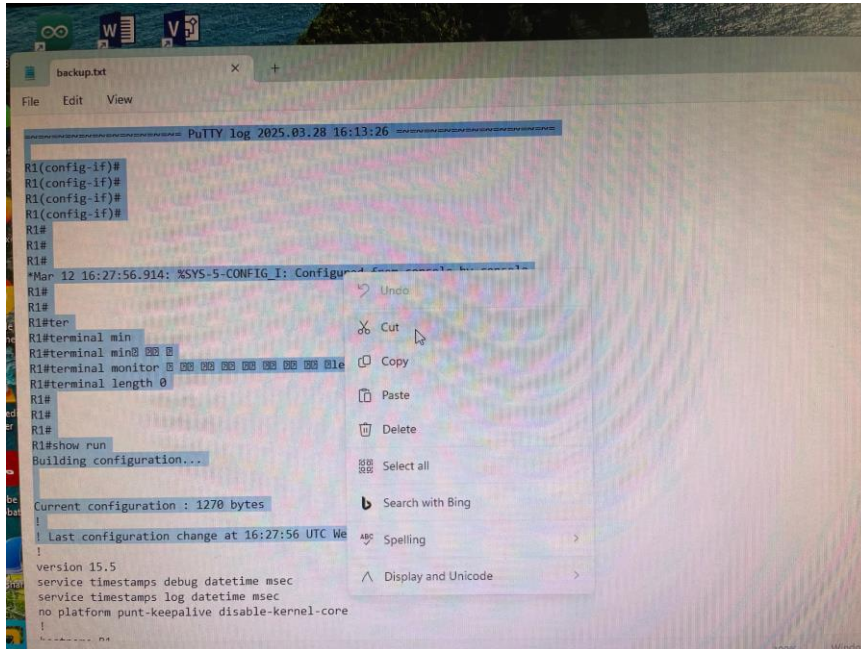 W
V
backup.txt × +
File Edit View
PuTTY log 2025.03.28 16:13:26
R1(config-if)#
R1(config-if)#
R1(config-if)#
R1(config-if)#
R1#
R1#
R1#
*Mar 12 16:27:56.914: %SYS-5-CONFIG_I: Configured from console by console
R1#
R1#
R1#ter
R1#terminal min
R1#terminal min
R1#terminal monitor
R1#terminal length 0
R1#
R1#
R1#
R1#show run
Building configuration...
Current configuration : 1270 bytes
!
! Last configuration change at 16:27:56 UTC We
!
version 15.5
service timestamps debug datetime msec
service timestamps log datetime msec
no platform punt-keepalive disable-kernel-core
!
Undo
Cut
Copy
Paste
Delete
Select all
Search with Bing
ABC
Spelling
Display and Unicode